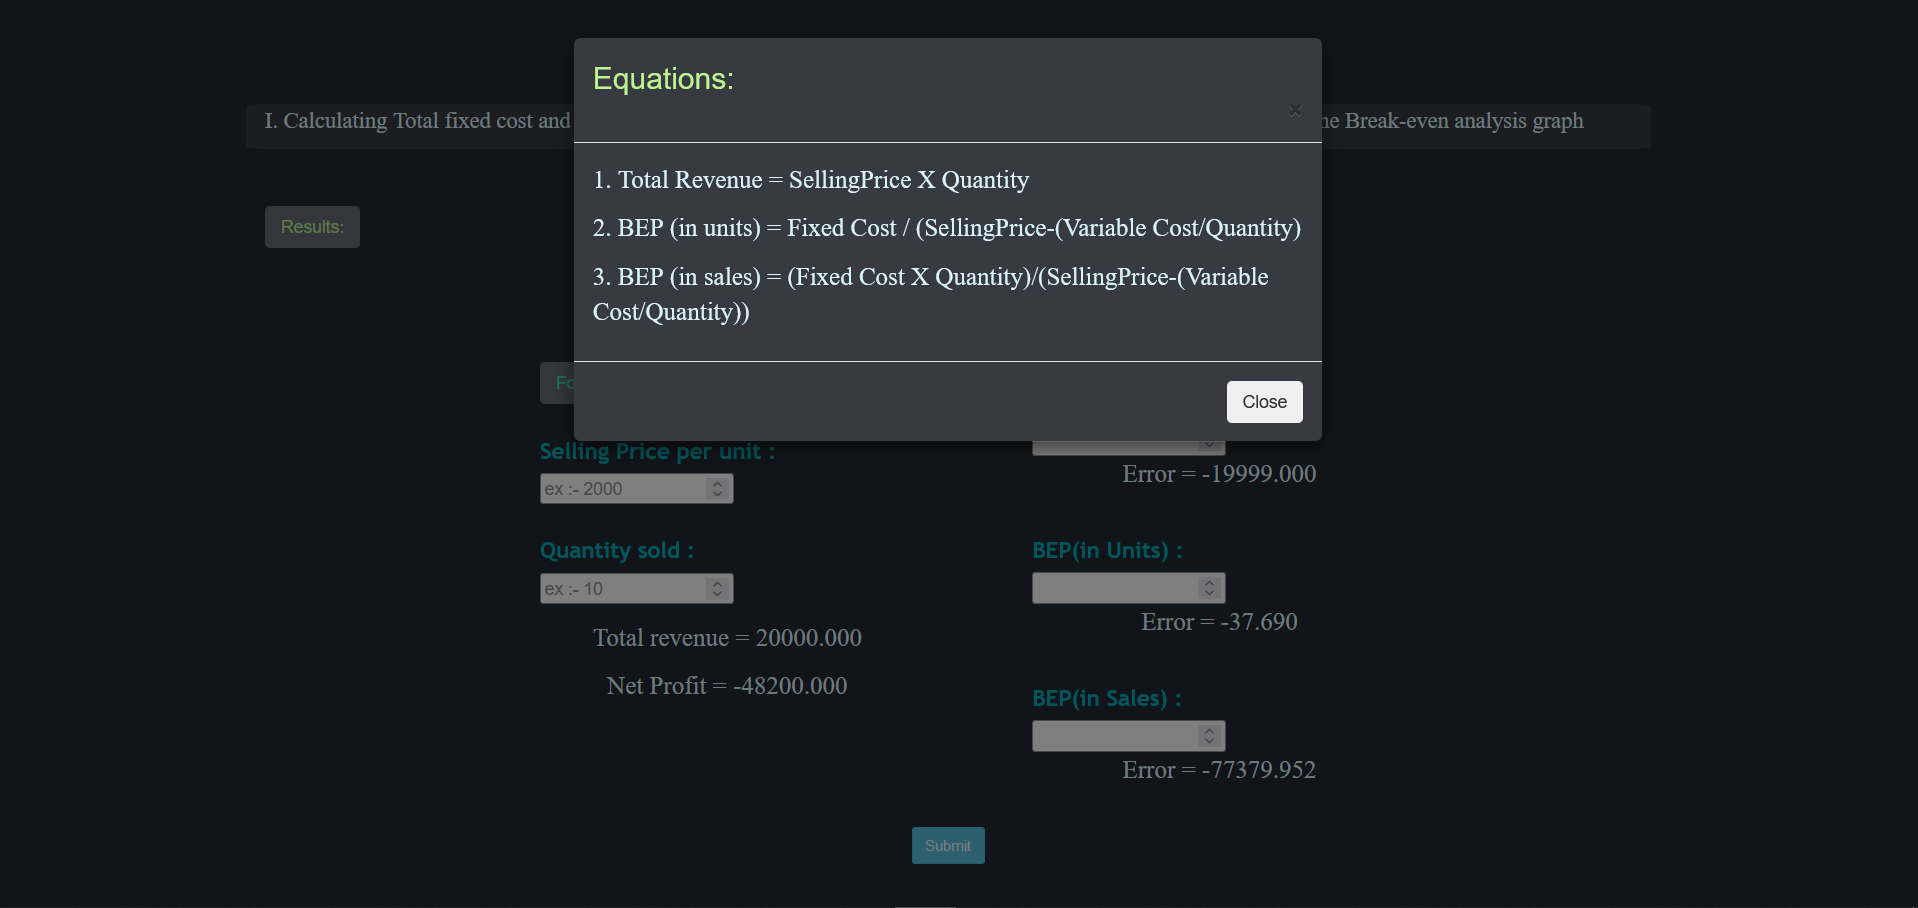 Equations:
×
I. Calculating Total fixed cost and
he Break-even analysis graph
1. Total Revenue = SellingPrice X Quantity
Results:
2. BEP (in units) = Fixed Cost / (SellingPrice-(Variable Cost/Quantity)
3. BEP (in sales) = (Fixed Cost X Quantity)/(SellingPrice-(Variable
Cost/Quantity))
Fo
Close
Selling Price per unit :
ex :- 2000
Error = -19999.000
Quantity sold :
ex :- 10
BEP(in Units) :
Error = -37.690
Total revenue = 20000.000
Net Profit = -48200.000
BEP(in Sales) :
Error = -77379.952
Submit